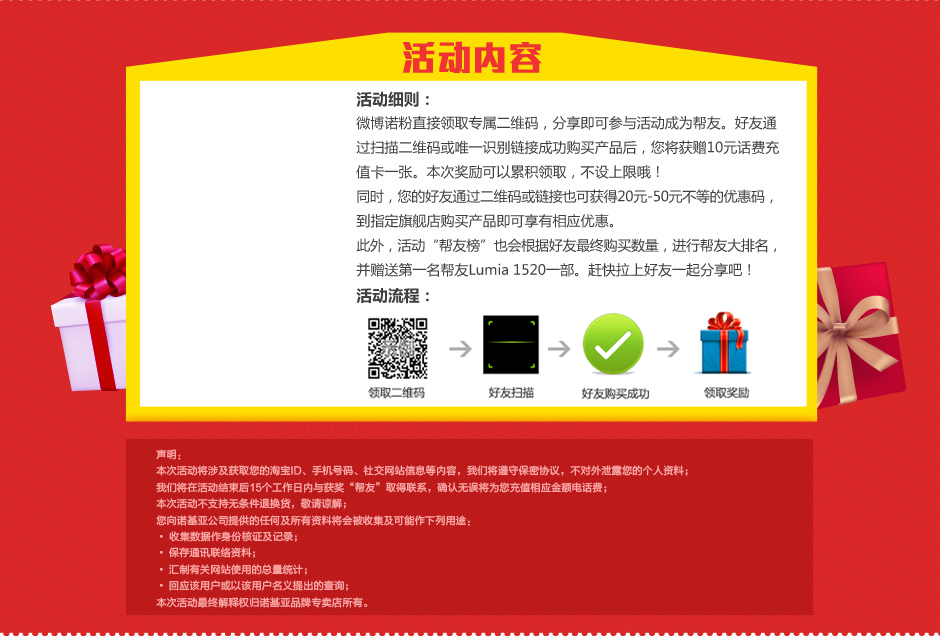 活动内容
活动细则：
微博诺粉直接领取专属二维码，分享即可参与活动成为帮友。好友通
过扫描二维码或唯一识别链接成功购买产品后，您将获赠10元话费充
值卡一张。本次奖励可以累积领取，不设上限哦！
同时，您的好友通过二维码或链接也可获得20元-50元不等的优惠码，
到指定旗舰店购买产品即可享有相应优惠。
此外，活动“帮友榜”也会根据好友最终购买数量，进行帮友大排名，
并赠送第一名帮友Lumia 1520一部。赶快拉上好友一起分享吧！
活动流程：
领取二维码 好友扫描 好友购买成功 领取奖励
声明：
本次活动将涉及获取您的淘宝ID、手机号码、社交网站信息等内容，我们将遵守保密协议，不对外泄露您的个人资料；
我们将在活动结束后15个工作日内与获奖“帮友”取得联系，确认无误将为您充值相应金额电话费；
本次活动不支持无条件退换货，敬请谅解；
您向诺基亚公司提供的任何及所有资料将会被收集及可能作下列用途：
• 收集数据作身份核证及记录；
• 保存通讯联络资料；
• 汇制有关网站使用的总量统计；
• 回应该用户或以该用户名义提出的查询；
本次活动最终解释权归诺基亚品牌专卖店所有。